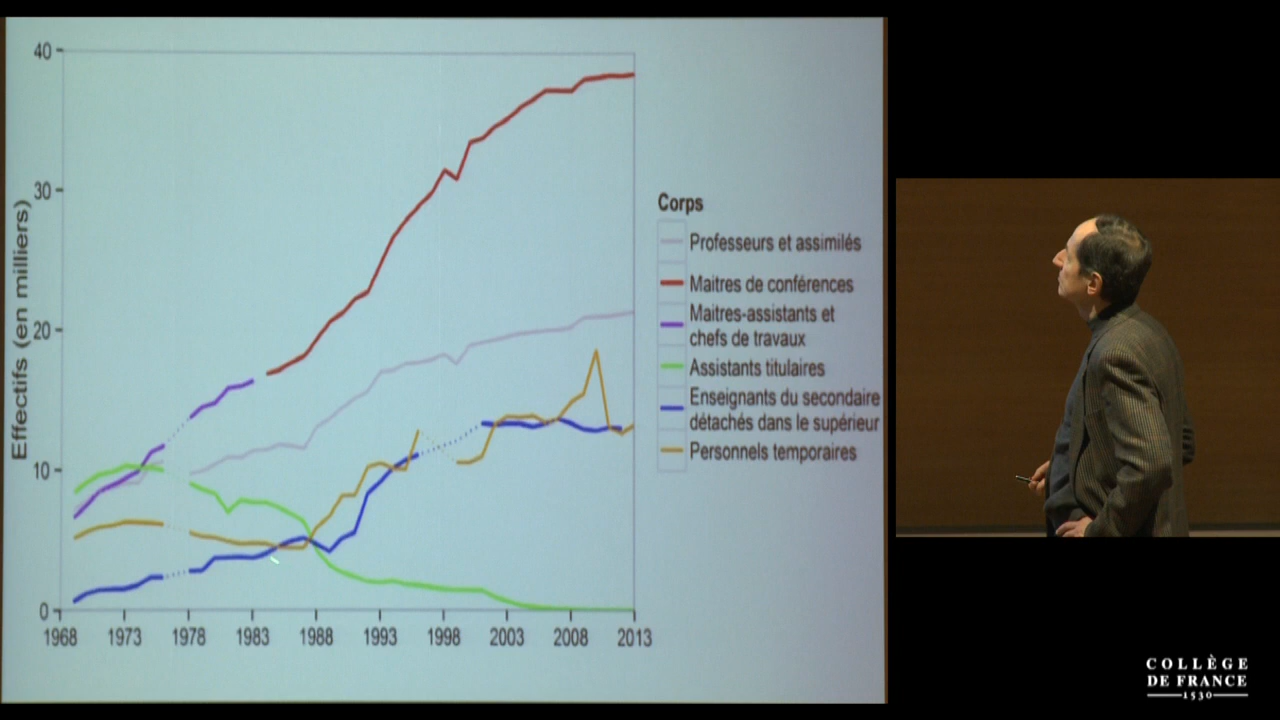 Effectifs (en milliers)
40
30
20
10
0
1968 1973 1978 1983 1988 1993 1998 2003 2008 2013
Corps
Professeurs et assimilés
Maitres de conférences
Maitres-assistants et
chefs de travaux
Assistants titulaires
Enseignants du secondaire
détachés dans le supérieur
Personnels temporaires
COLLÈGE
DE FRANCE
1530